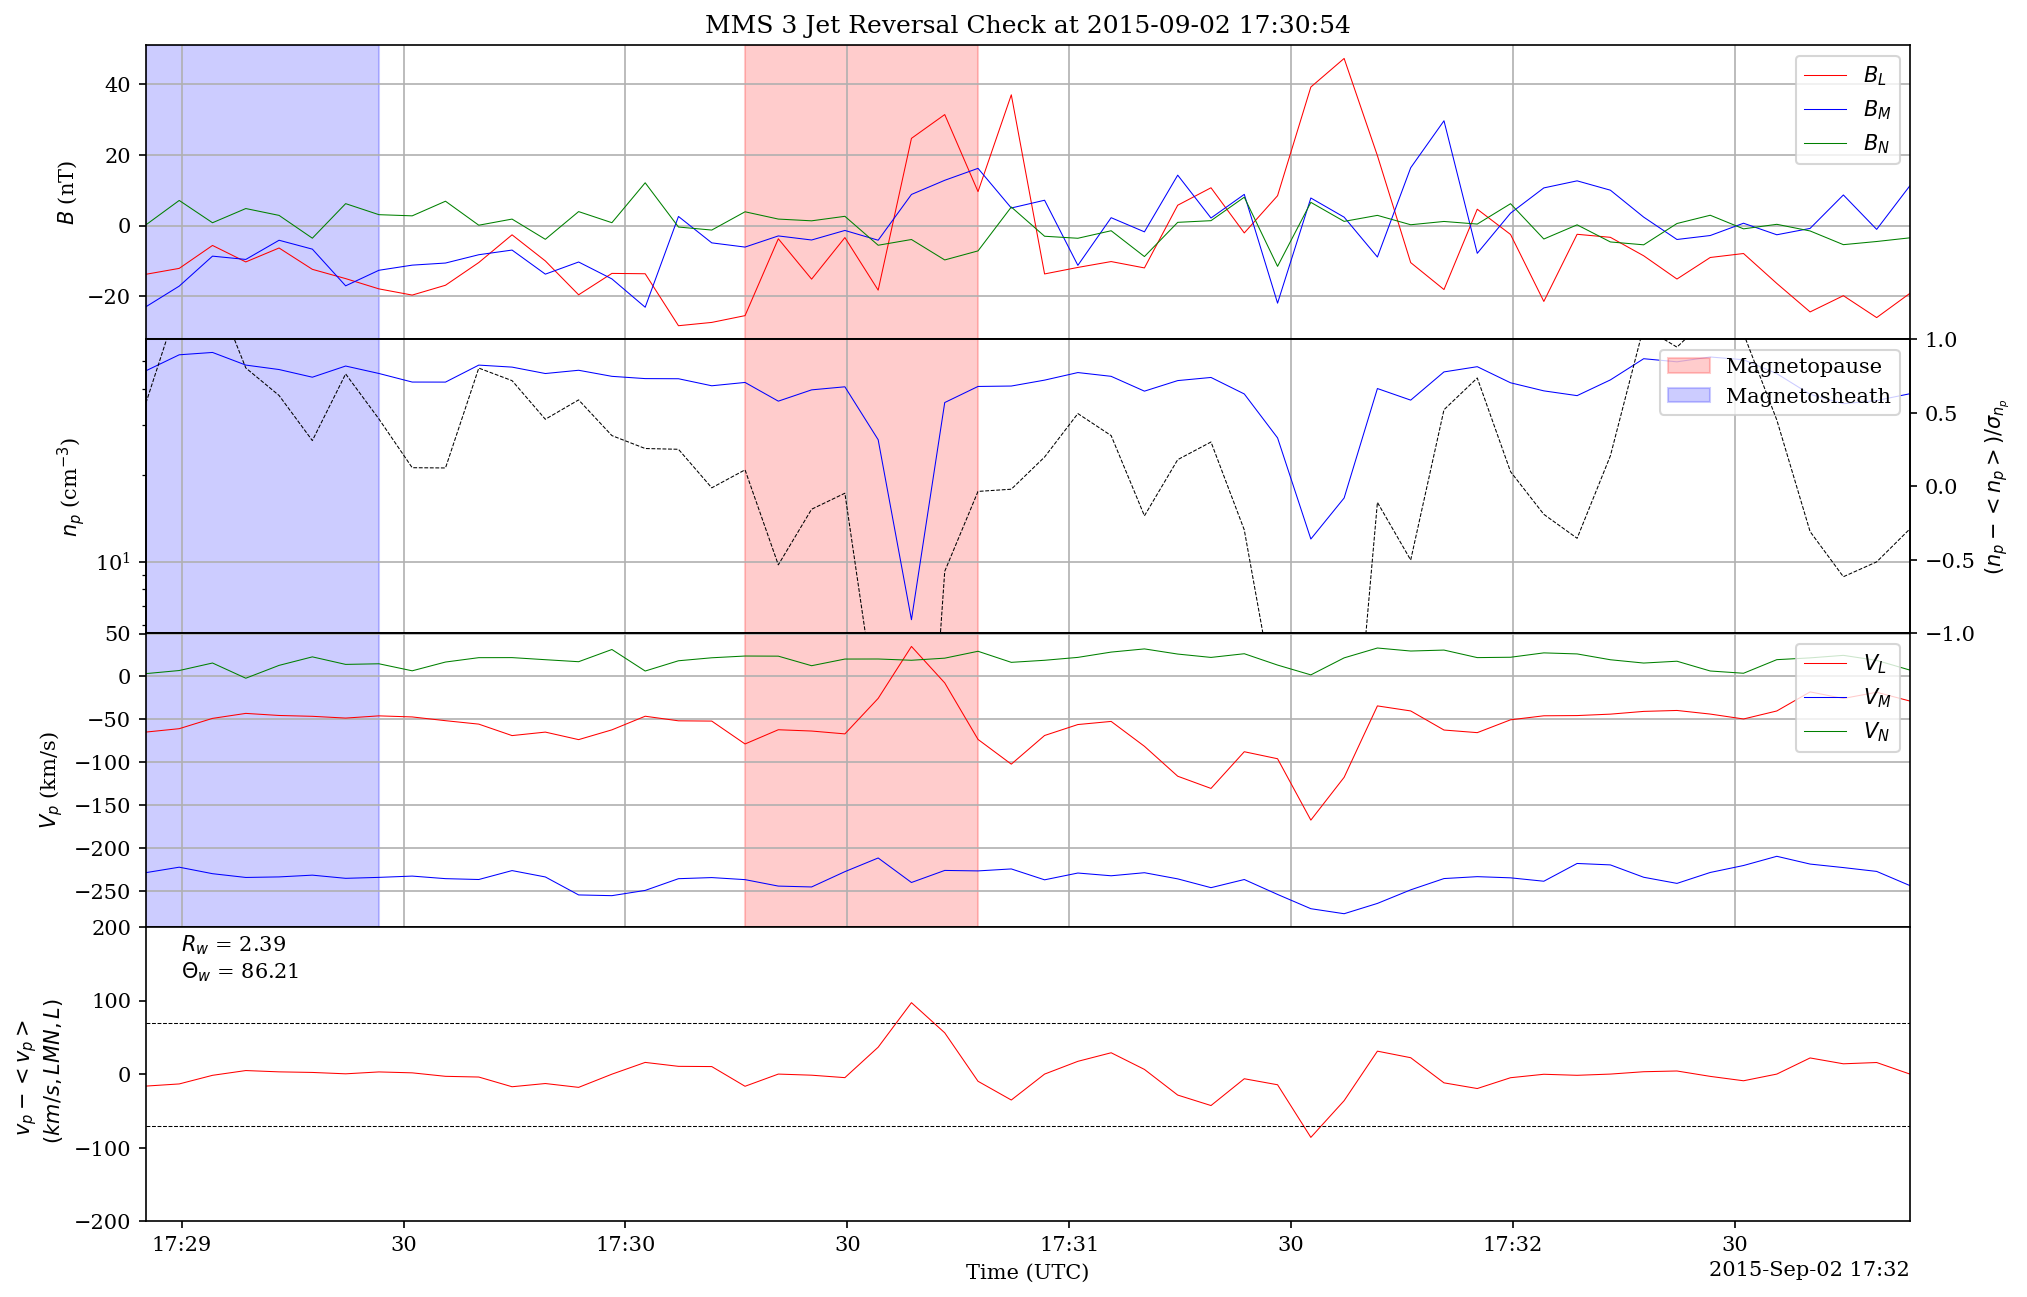 MMS 3 Jet Reversal Check at 2015-09-02 17:30:54
40
20
0
−20
B (nT)
B_L
B_M
B_N
10^1
n_p (cm^{−3})
1.0
0.5
0.0
−0.5
−1.0
(n_p − < n_p >)/σ_{n_p}
Magnetopause
Magnetosheath
50
0
−50
−100
−150
−200
−250
V_p (km/s)
V_L
V_M
V_N
200
100
0
−100
−200
v_p − < v_p >
(km/s, LMN, L)
R_w = 2.39
Θ_w = 86.21
17:29 30 17:30 30 17:31 30 17:32 30
Time (UTC)
2015-Sep-02 17:32